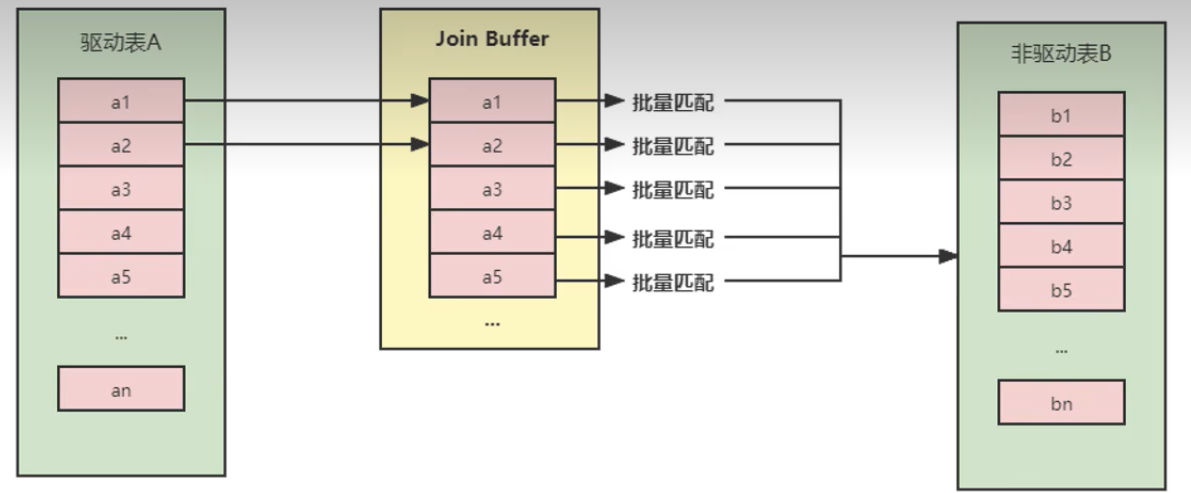 驱动表A
a1
a2
a3
a4
a5
...
an
Join Buffer
a1
a2
a3
a4
a5
...
批量匹配
批量匹配
批量匹配
批量匹配
批量匹配
非驱动表B
b1
b2
b3
b4
b5
...
bn